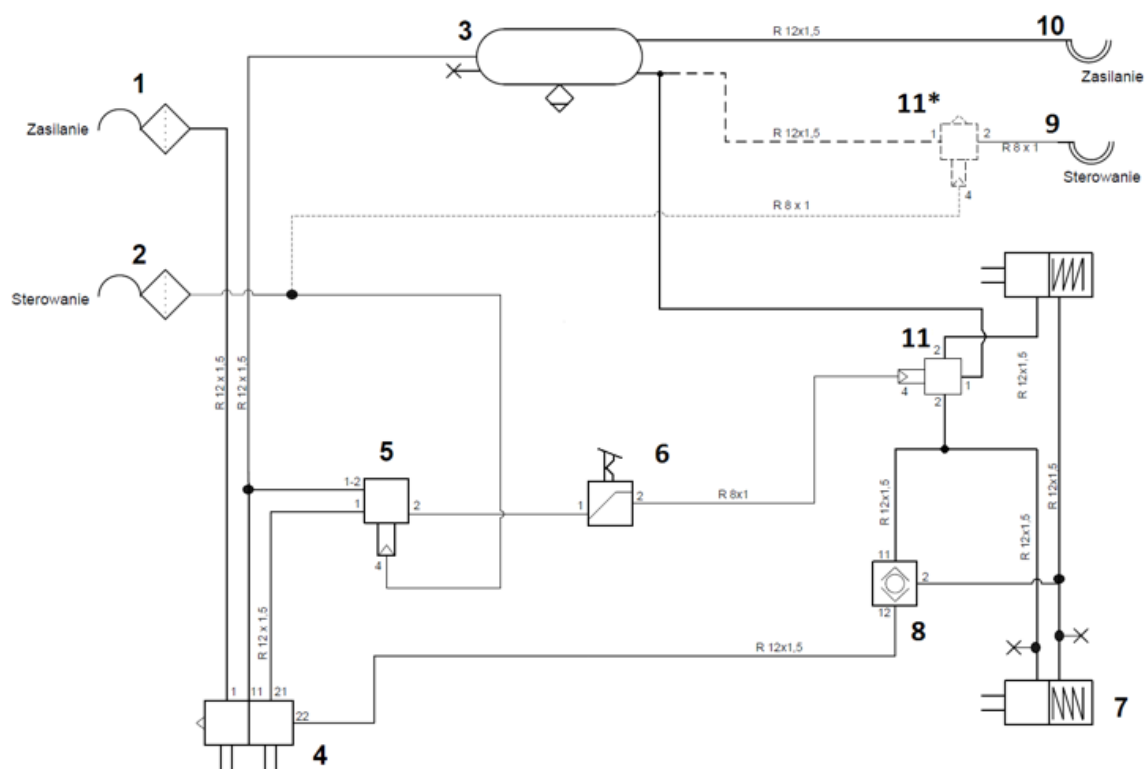 3
R 12x1,5
10
Zasilanie
1
Zasilanie
11*
R 12x1,5
1
2
R 8 x 1
9
Sterowanie
4
R 8 x 1
2
Sterowanie
R 12 x 1,5
R 12 x 1,5
11
2
4
1
2
R 12x1,5
5
1-2
1
2
4
6
1
2
R 8x1
R 12x1,5
R 12x1,5
R 12x1,5
11
2
12
8
R 12 x 1,5
R 12x1,5
1
11
21
22
4
7